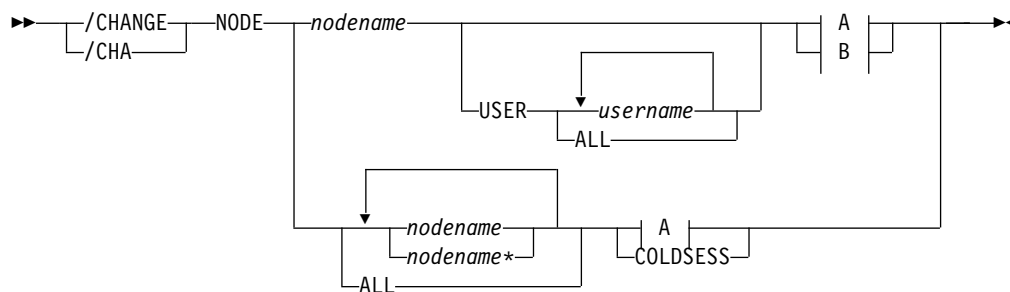 /CHANGE NODE nodename A
/CHA B
USER username
ALL
nodename A
nodename* COLDSESS
ALL